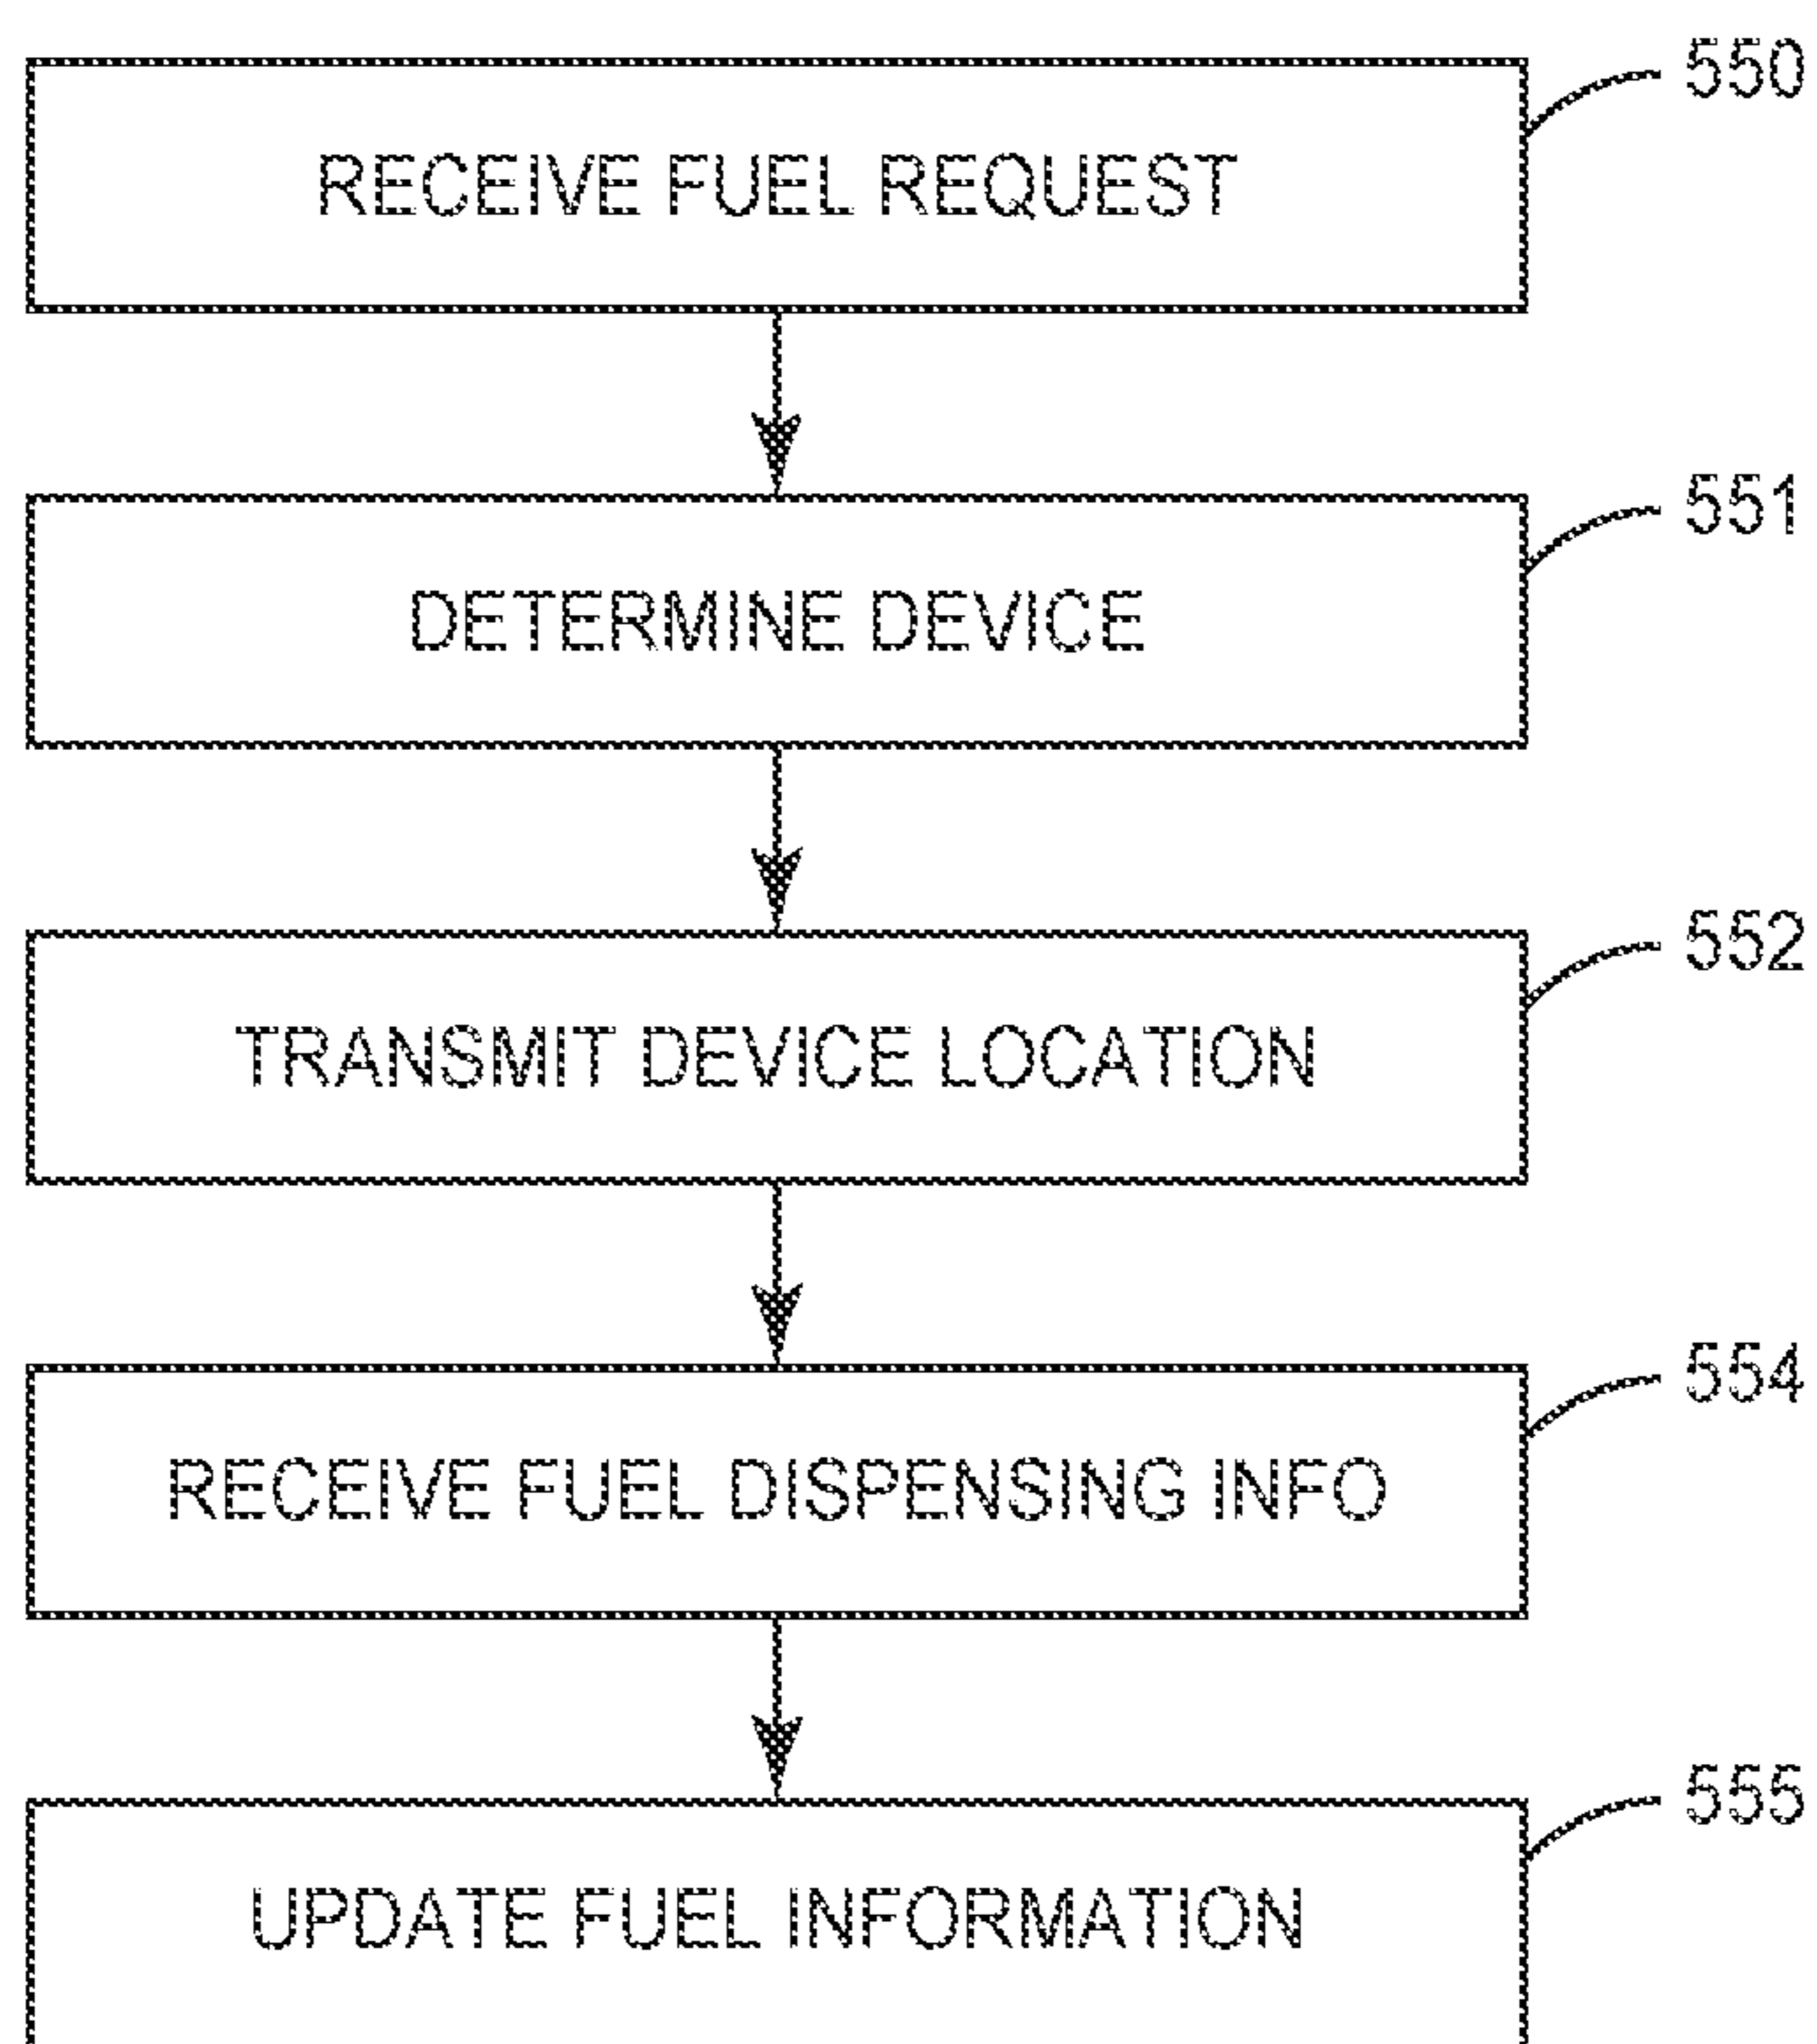 550
RECEIVE FUEL REQUEST
551
DETERMINE DEVICE
552
TRANSMIT DEVICE LOCATION
554
RECEIVE FUEL DISPENSING INFO
555
UPDATE FUEL INFORMATION